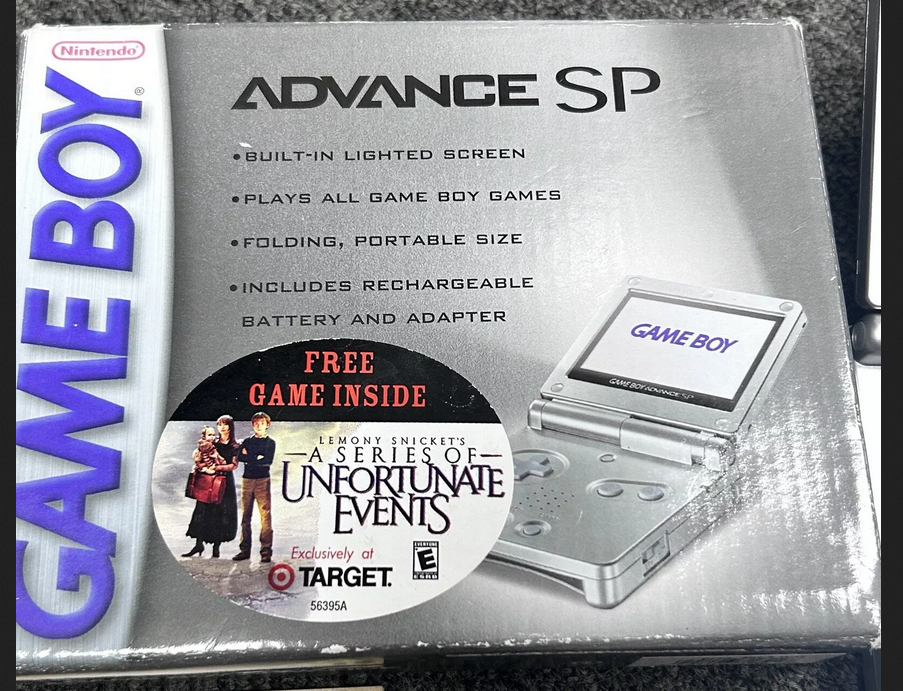 Nintendo®
GAME BOY®
ADVANCE SP
•BUILT-IN LIGHTED SCREEN
•PLAYS ALL GAME BOY GAMES
•FOLDING, PORTABLE SIZE
•INCLUDES RECHARGEABLE
BATTERY AND ADAPTER
GAME BOY
GAME BOY ADVANCE SP
FREE
GAME INSIDE
LEMONY SNICKET'S
A SERIES OF
UNFORTUNATE
EVENTS
Exclusively at
TARGET.
EVERYONE
E
ESRB
56395A